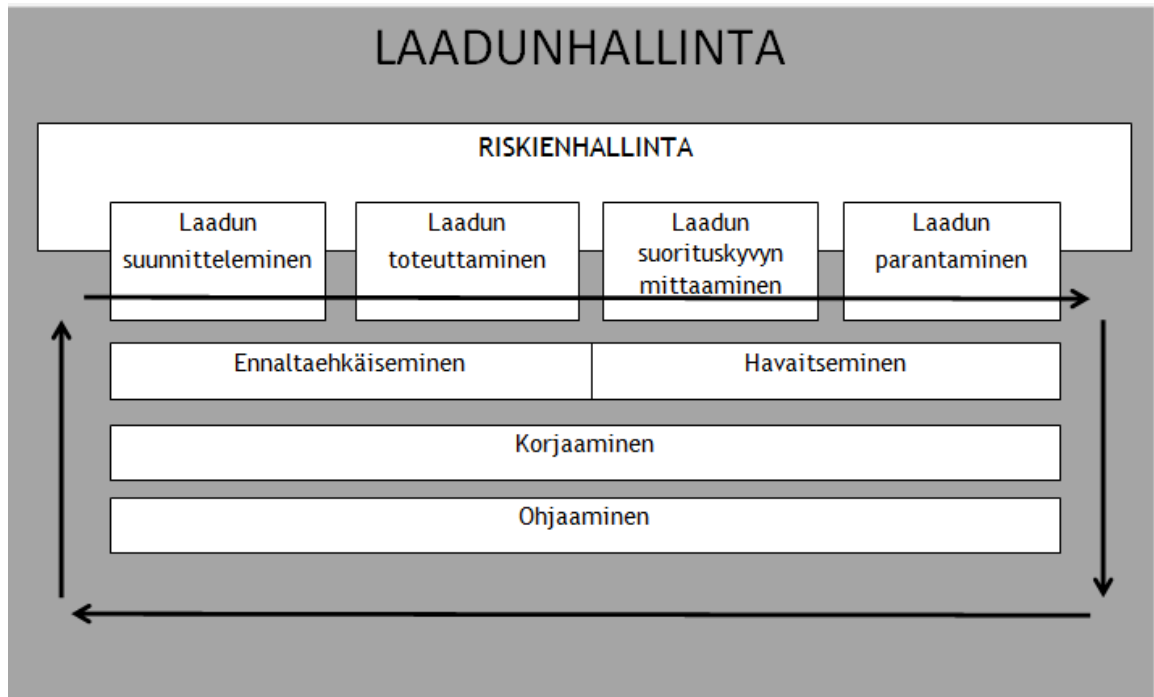 LAADUNHALLINTA
RISKIENHALLINTA
Laadun
suunnitteleminen
Laadun
toteuttaminen
Laadun
suorituskyvyn
mittaaminen
Laadun
parantaminen
Ennaltaehkäiseminen
Havaitseminen
Korjaaminen
Ohjaaminen